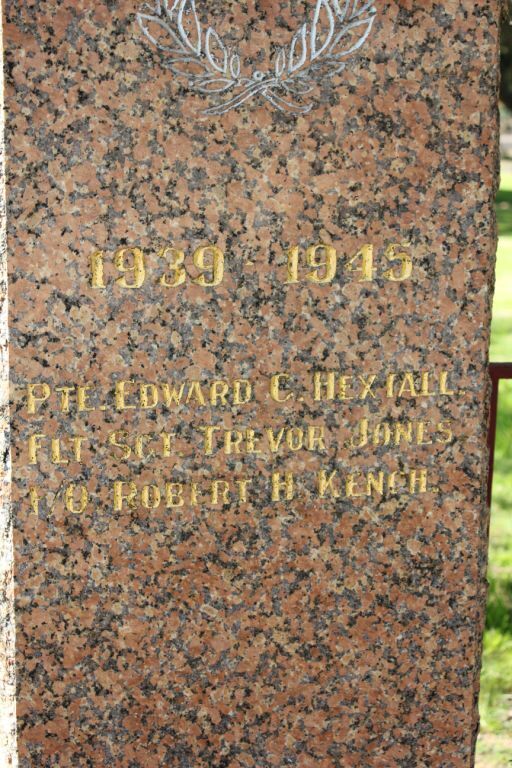 1939 - 1945
PTE. EDWARD C. HEXTALL.
FLT SGT. TREVOR JONES
F/O ROBERT H. KENCH.